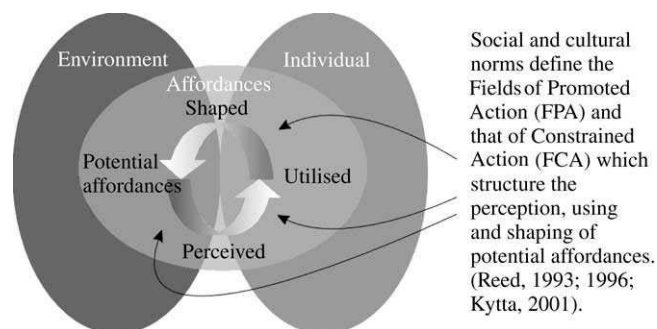 Environment
Individual
Affordances
Shaped
Potential
affordances
Utilised
Perceived
Social and cultural
norms define the
Fields of Promoted
Action (FPA) and
that of Constrained
Action (FCA) which
structure the
perception, using
and shaping of
potential affordances.
(Reed, 1993; 1996;
Kytta, 2001).